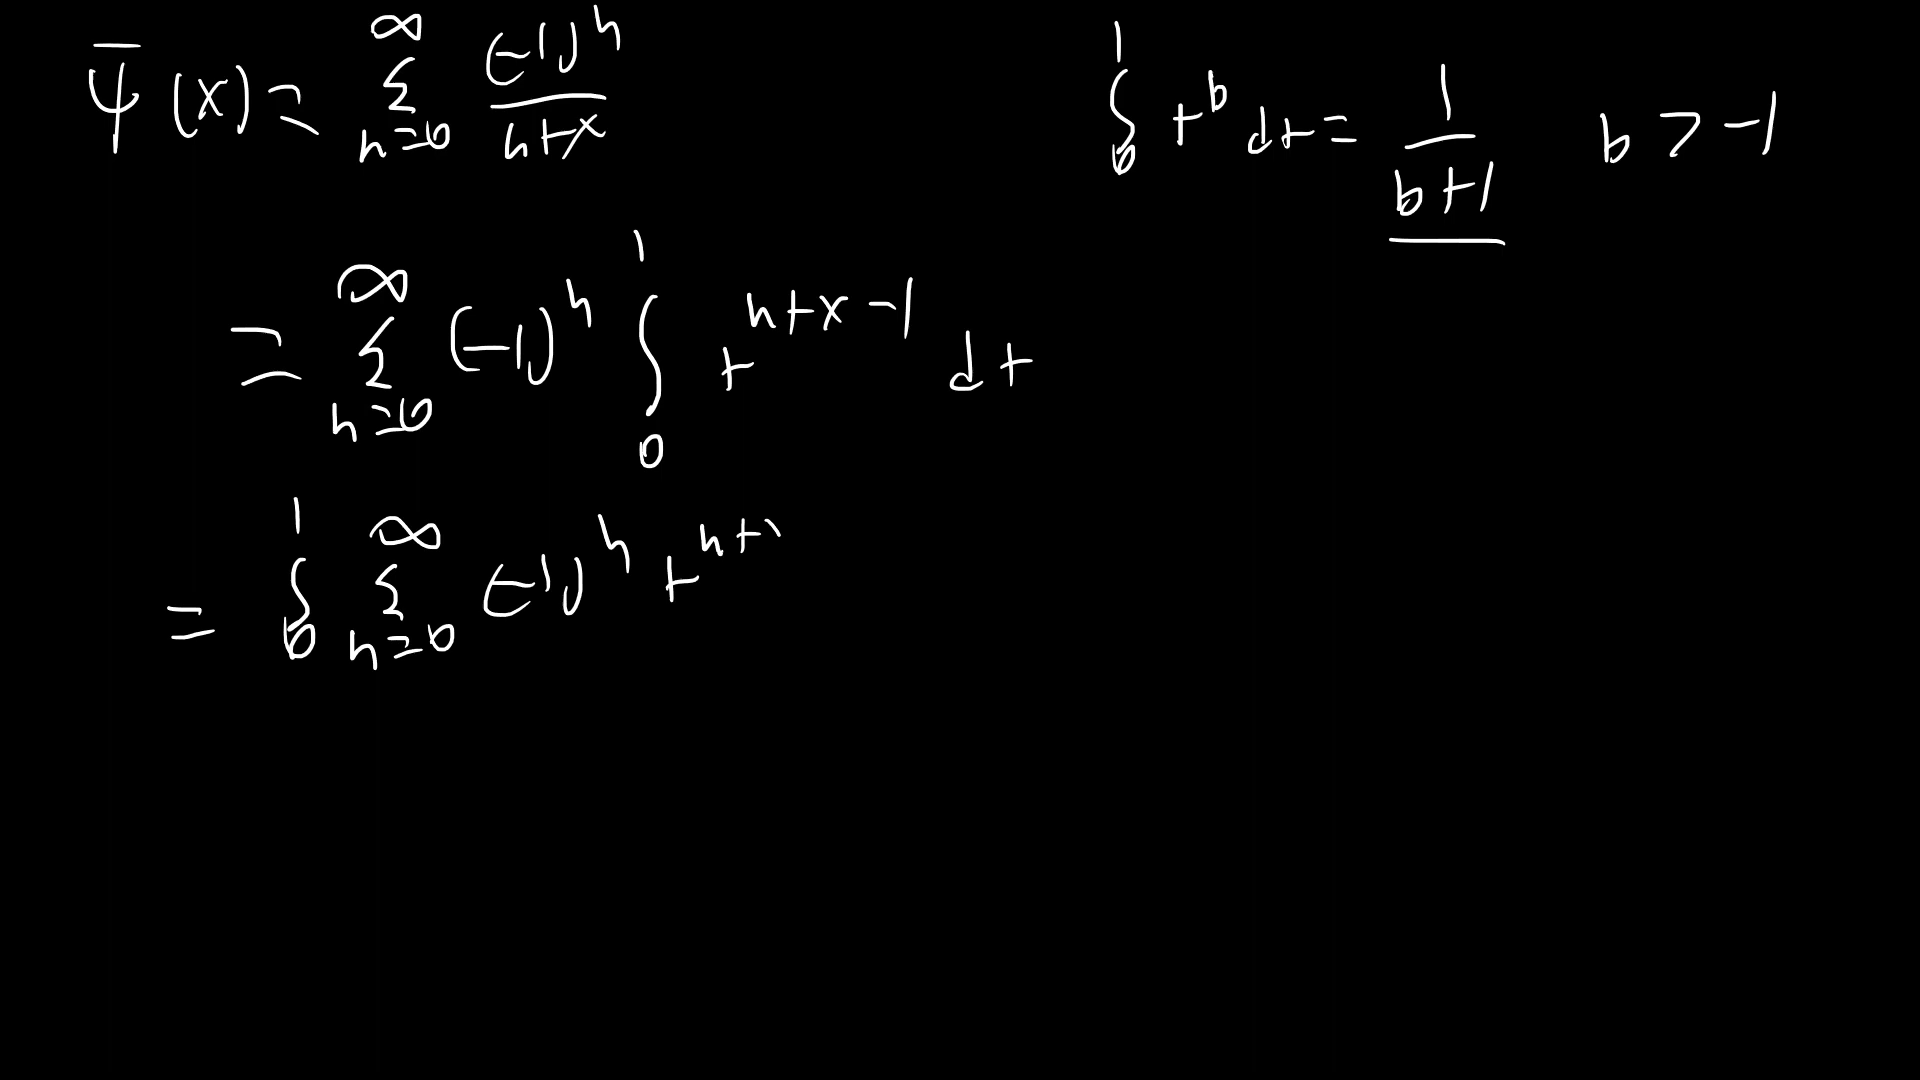 ψ̅(x) = ∑_{n=0}^{∞} (-1)^n / (n+x)
∫_0^1 t^b dt = 1/(b+1)    b > -1
= ∑_{n=0}^{∞} (-1)^n ∫_0^1 t^{n+x-1} dt
= ∫_0^1 ∑_{n=0}^{∞} (-1)^n t^{n+